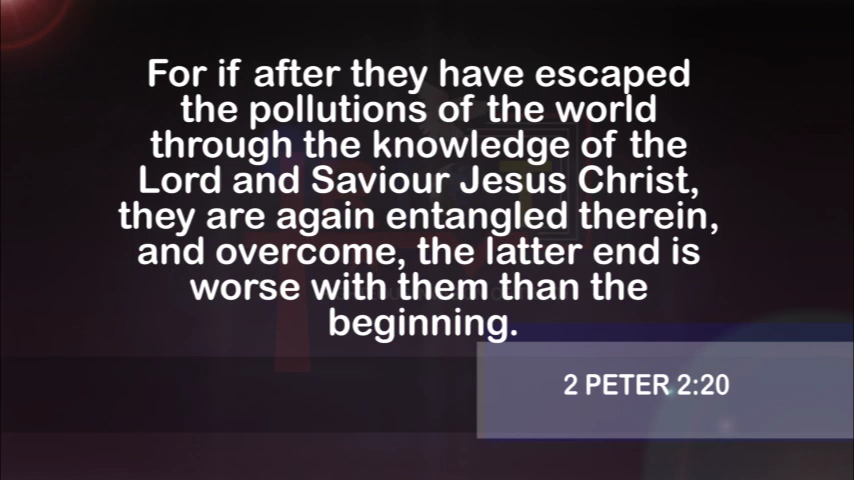 For if after they have escaped
the pollutions of the world
through the knowledge of the
Lord and Saviour Jesus Christ,
they are again entangled therein,
and overcome, the latter end is
worse with them than the
beginning.
2 PETER 2:20